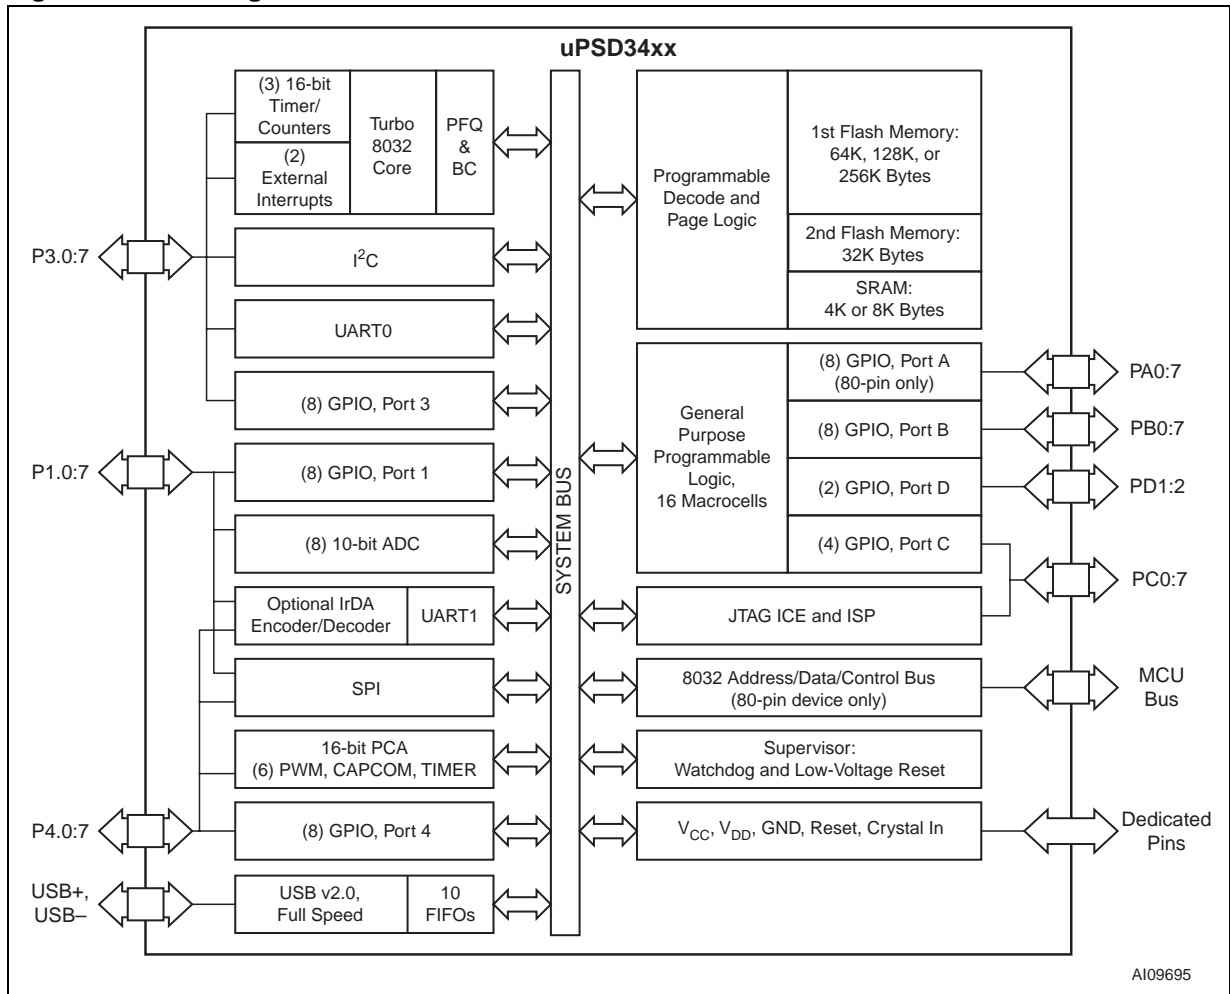 uPSD34xx
(3) 16-bit
Timer/
Counters
(2)
External
Interrupts
Turbo
8032
Core
PFQ
&
BC
P3.0:7
I2C
UART0
(8) GPIO, Port 3
P1.0:7
(8) GPIO, Port 1
(8) 10-bit ADC
Optional IrDA
Encoder/Decoder
UART1
SPI
16-bit PCA
(6) PWM, CAPCOM, TIMER
P4.0:7
(8) GPIO, Port 4
USB+,
USB–
USB v2.0,
Full Speed
10
FIFOs
SYSTEM BUS
Programmable
Decode and
Page Logic
1st Flash Memory:
64K, 128K, or
256K Bytes
2nd Flash Memory:
32K Bytes
SRAM:
4K or 8K Bytes
General
Purpose
Programmable
Logic,
16 Macrocells
(8) GPIO, Port A
(80-pin only)
PA0:7
(8) GPIO, Port B
PB0:7
(2) GPIO, Port D
PD1:2
(4) GPIO, Port C
PC0:7
JTAG ICE and ISP
8032 Address/Data/Control Bus
(80-pin device only)
MCU
Bus
Supervisor:
Watchdog and Low-Voltage Reset
VCC, VDD, GND, Reset, Crystal In
Dedicated
Pins
AI09695